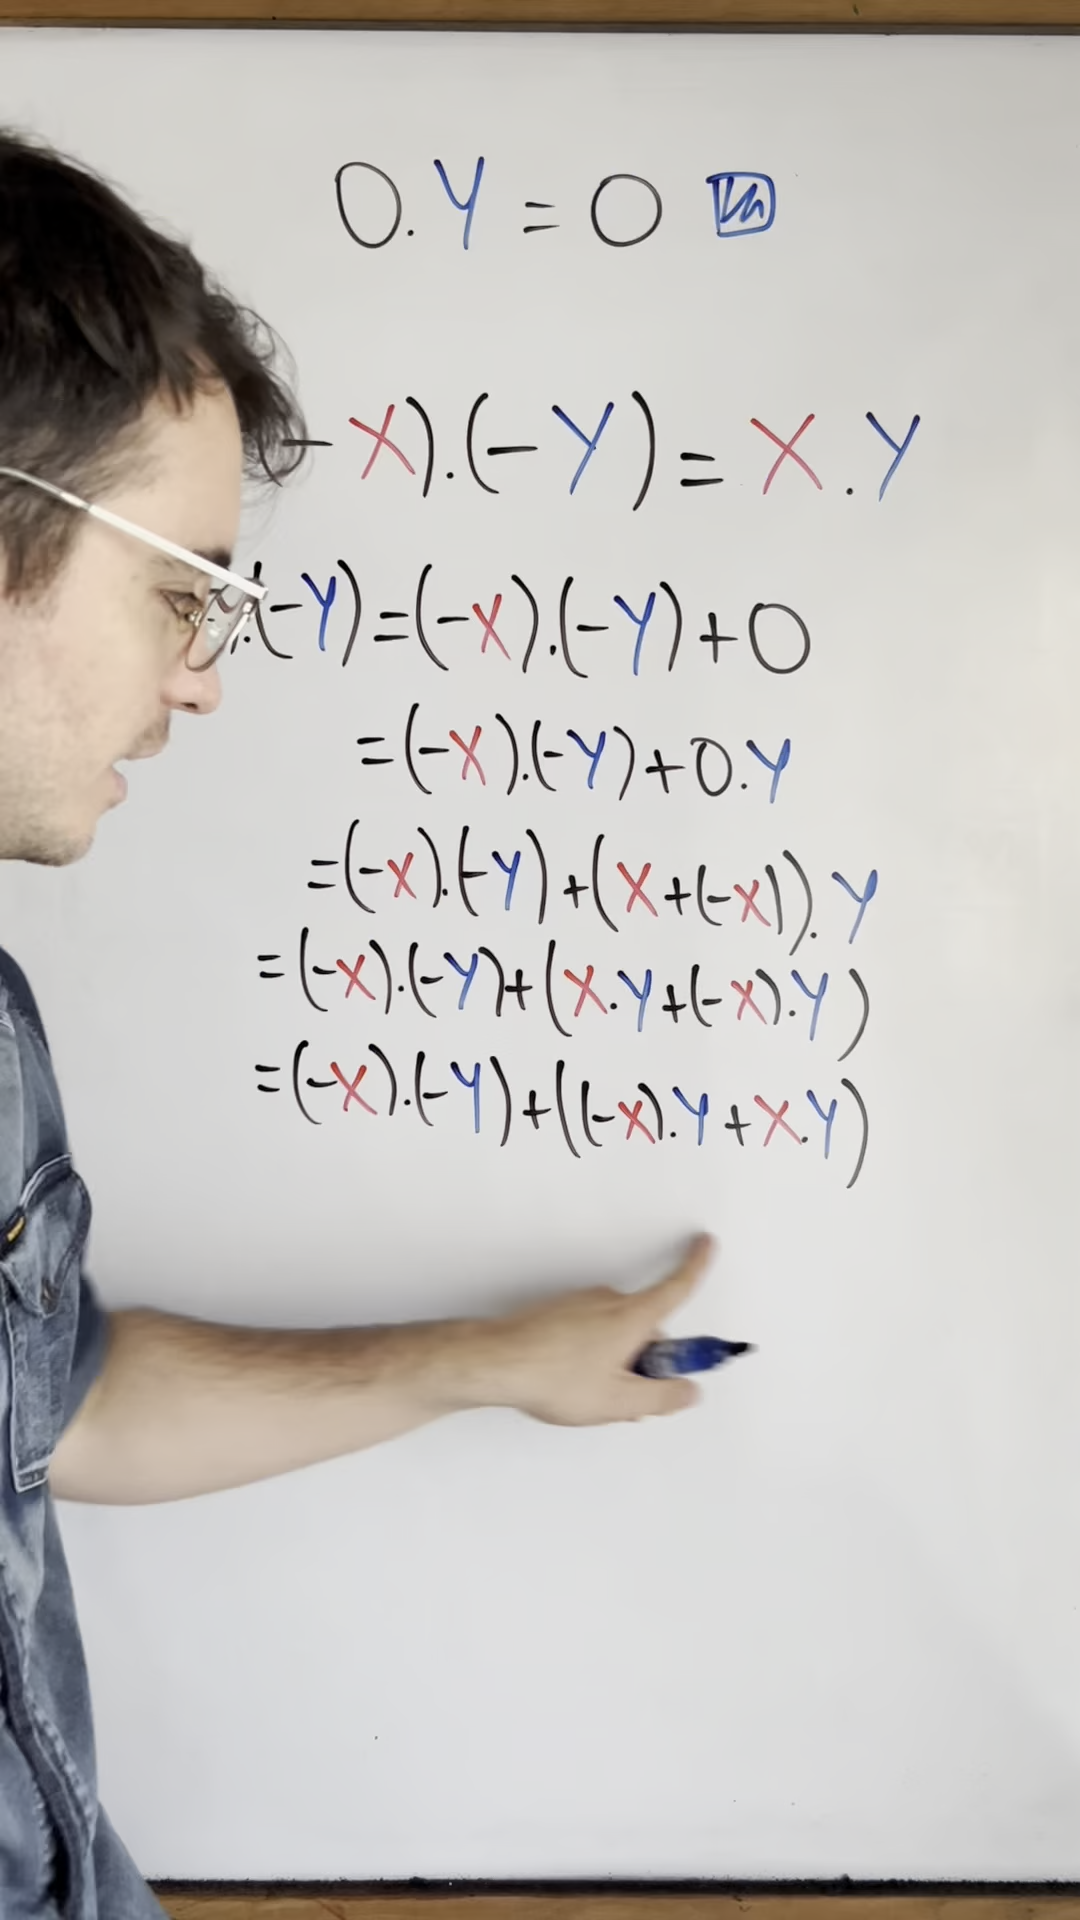 0.Y = 0
- X).(-Y) = X.Y
.(-Y) = (-X).(-Y) + 0
= (-X).(-Y) + 0.Y
= (-X).(-Y) + (X + (-X)).Y
= (-X).(-Y) + (X.Y + (-X).Y)
= (-X).(-Y) + ((-X).Y + X.Y)